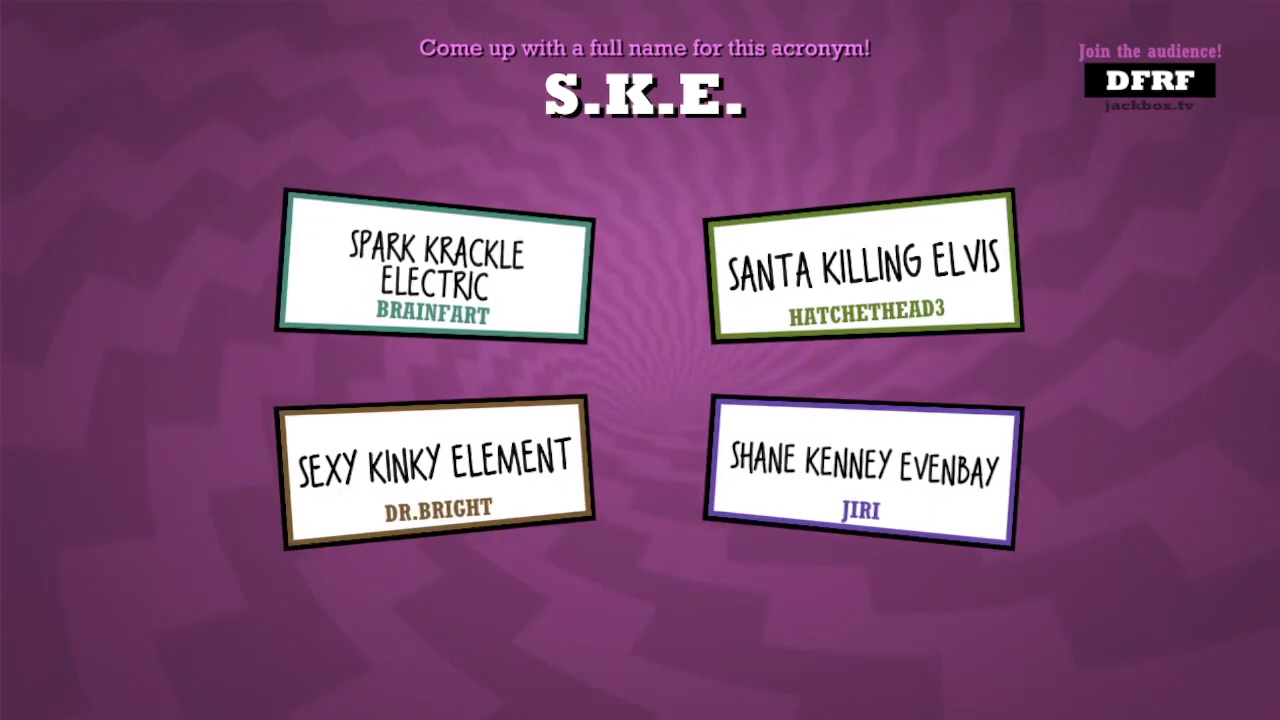 Come up with a full name for this acronym!
S.K.E.
Join the audience!
DFRF
jackbox.tv
SPARK KRACKLE
ELECTRIC
BRAINFART
SANTA KILLING ELVIS
HATCHETHEAD3
SEXY KINKY ELEMENT
DR.BRIGHT
SHANE KENNEY EVENBAY
JIRI